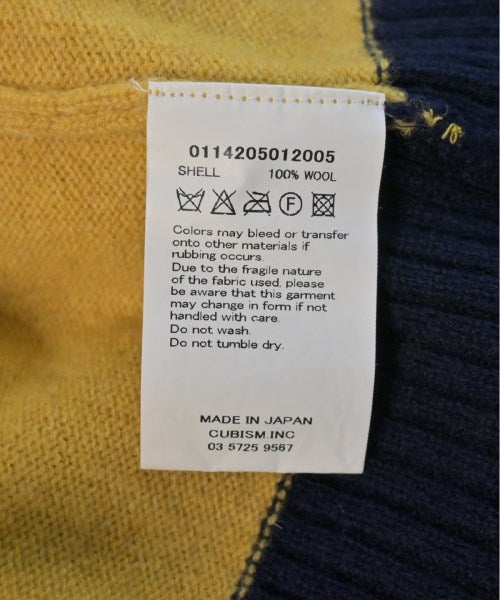 0114205012005
SHELL 100% WOOL
F
Colors may bleed or transfer
onto other materials if
rubbing occurs.
Due to the fragile nature
of the fabric used, please
be aware that this garment
may change in form if not
handled with care.
Do not wash.
Do not tumble dry.
MADE IN JAPAN
CUBISM.INC
03 5725 9567